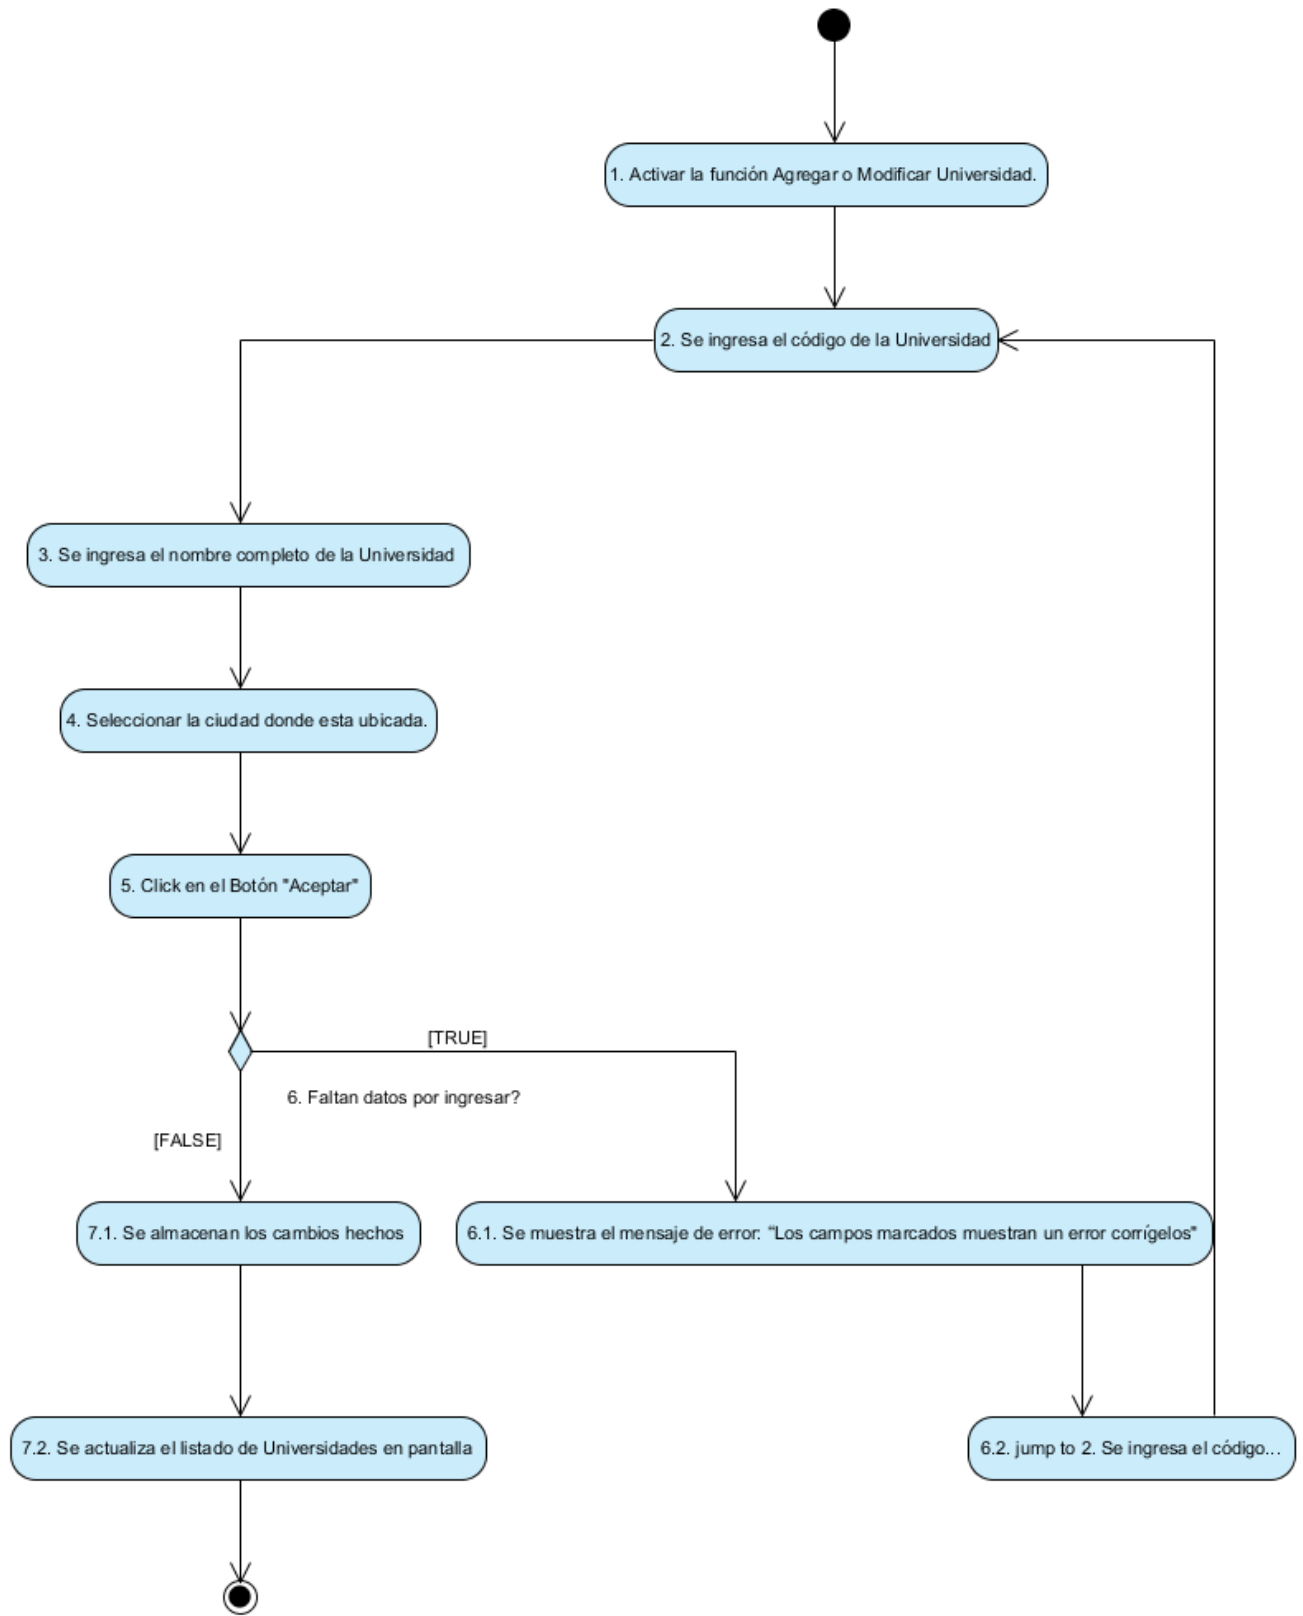 1. Activar la función Agregar o Modificar Universidad.
2. Se ingresa el código de la Universidad
3. Se ingresa el nombre completo de la Universidad
4. Seleccionar la ciudad donde esta ubicada.
5. Click en el Botón "Aceptar"
[TRUE]
6. Faltan datos por ingresar?
[FALSE]
7.1. Se almacenan los cambios hechos
6.1. Se muestra el mensaje de error: “Los campos marcados muestran un error corrígelos"
7.2. Se actualiza el listado de Universidades en pantalla
6.2. jump to 2. Se ingresa el código...